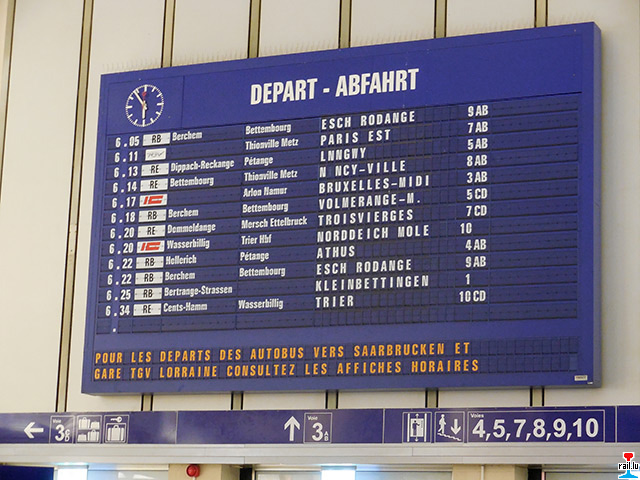 DEPART - ABFAHRT
6.05 RB Berchem Bettembourg ESCH RODANGE 9AB
6.11 Thionville Metz PARIS EST 7AB
6.13 RE Dippach-Reckange Pétange LNNGWY 5AB
6.14 RE Bettembourg Thionville Metz N NCY-VILLE 8AB
6.17 Arlon Namur BRUXELLES-MIDI 3AB
6.18 RB Berchem Bettembourg VOLMERANGE-M. 5CD
6.20 RE Dommeldange Mersch Ettelbruck TROISVIERGES 7CD
6.20 Wasserbillig Trier Hbf NORDDEICH MOLE 10
6.22 RB Hollerich Pétange ATHUS 4AB
6.22 RB Berchem Bettembourg ESCH RODANGE 9AB
6.25 RB Bertrange-Strassen KLEINBETTINGEN 1
6.34 RE Cents-Hamm Wasserbillig TRIER 10CD
POUR LES DEPARTS DES AUTOBUS VERS SAARBRUCKEN ET
GARE TGV LORRAINE CONSULTEZ LES AFFICHES HORAIRES
Voie 3B
Voie 3A
Voies 4,5,7,8,9,10
rail.lu